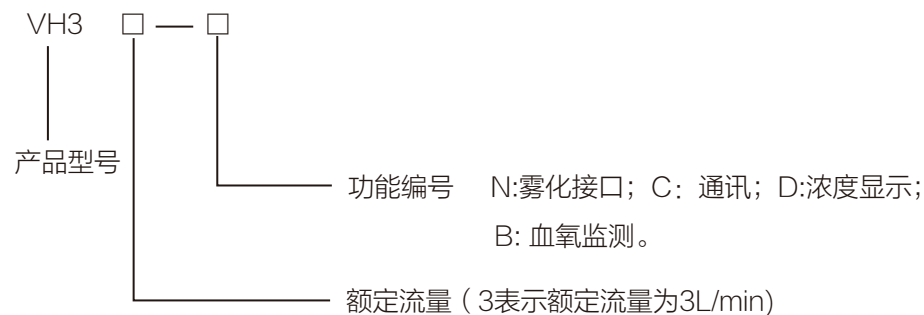 VH3 □ — □
产品型号
功能编号 N:雾化接口；C：通讯；D:浓度显示；
B: 血氧监测。
额定流量（3表示额定流量为3L/min)